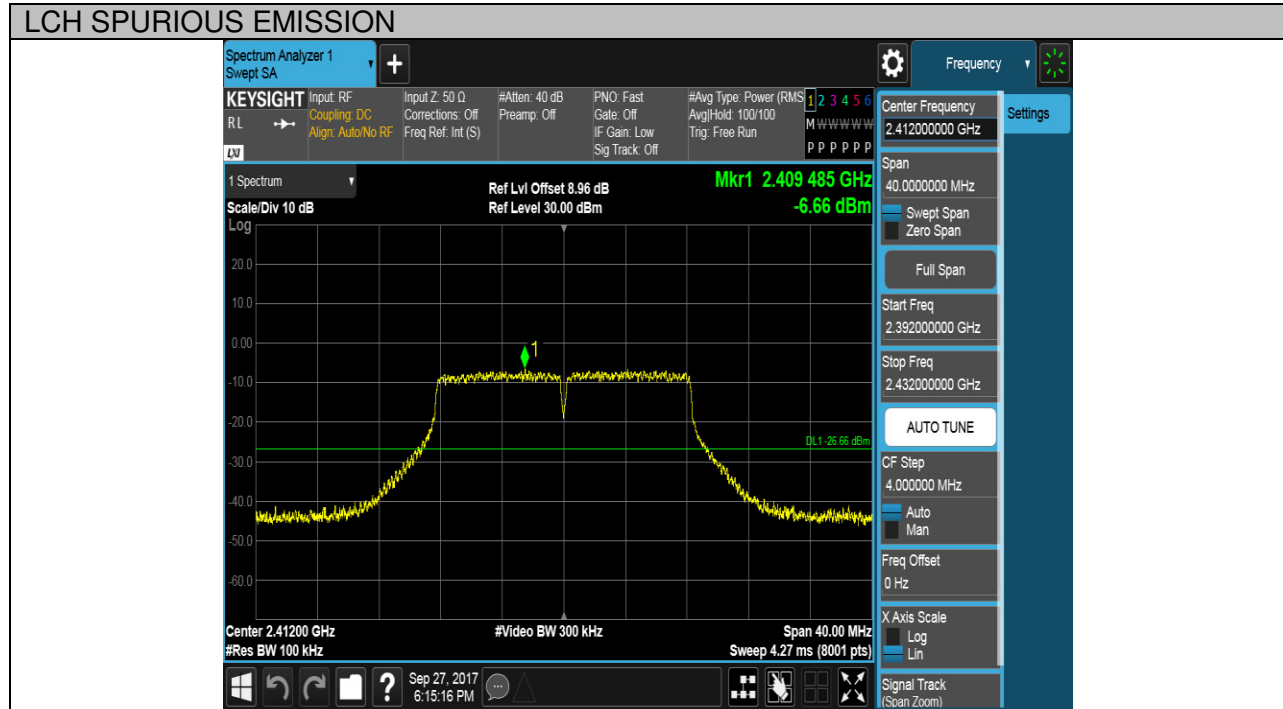 LCH SPURIOUS EMISSION
Spectrum Analyzer 1
Swept SA
+
Frequency
KEYSIGHT
RL
LXI
Input: RF
Coupling: DC
Align: Auto/No RF
Input Z: 50 Ω
Corrections: Off
Freq Ref: Int (S)
#Atten: 40 dB
Preamp: Off
PNO: Fast
Gate: Off
IF Gain: Low
Sig Track: Off
#Avg Type: Power (RMS
Avg|Hold: 100/100
Trig: Free Run
1 2 3 4 5 6
M W W W W W
P P P P P P
1 Spectrum
Scale/Div 10 dB
Log
Ref Lvl Offset 8.96 dB
Ref Level 30.00 dBm
Mkr1 2.409 485 GHz
-6.66 dBm
20.0
10.0
0.00
-10.0
-20.0
-30.0
-40.0
-50.0
-60.0
1
DL1 -26.66 dBm
Center 2.41200 GHz
#Res BW 100 kHz
#Video BW 300 kHz
Span 40.00 MHz
Sweep 4.27 ms (8001 pts)
Center Frequency
2.412000000 GHz
Settings
Span
40.0000000 MHz
Swept Span
Zero Span
Full Span
Start Freq
2.392000000 GHz
Stop Freq
2.432000000 GHz
AUTO TUNE
CF Step
4.000000 MHz
Auto
Man
Freq Offset
0 Hz
X Axis Scale
Log
Lin
Signal Track
(Span Zoom)
?
Sep 27, 2017
6:15:16 PM